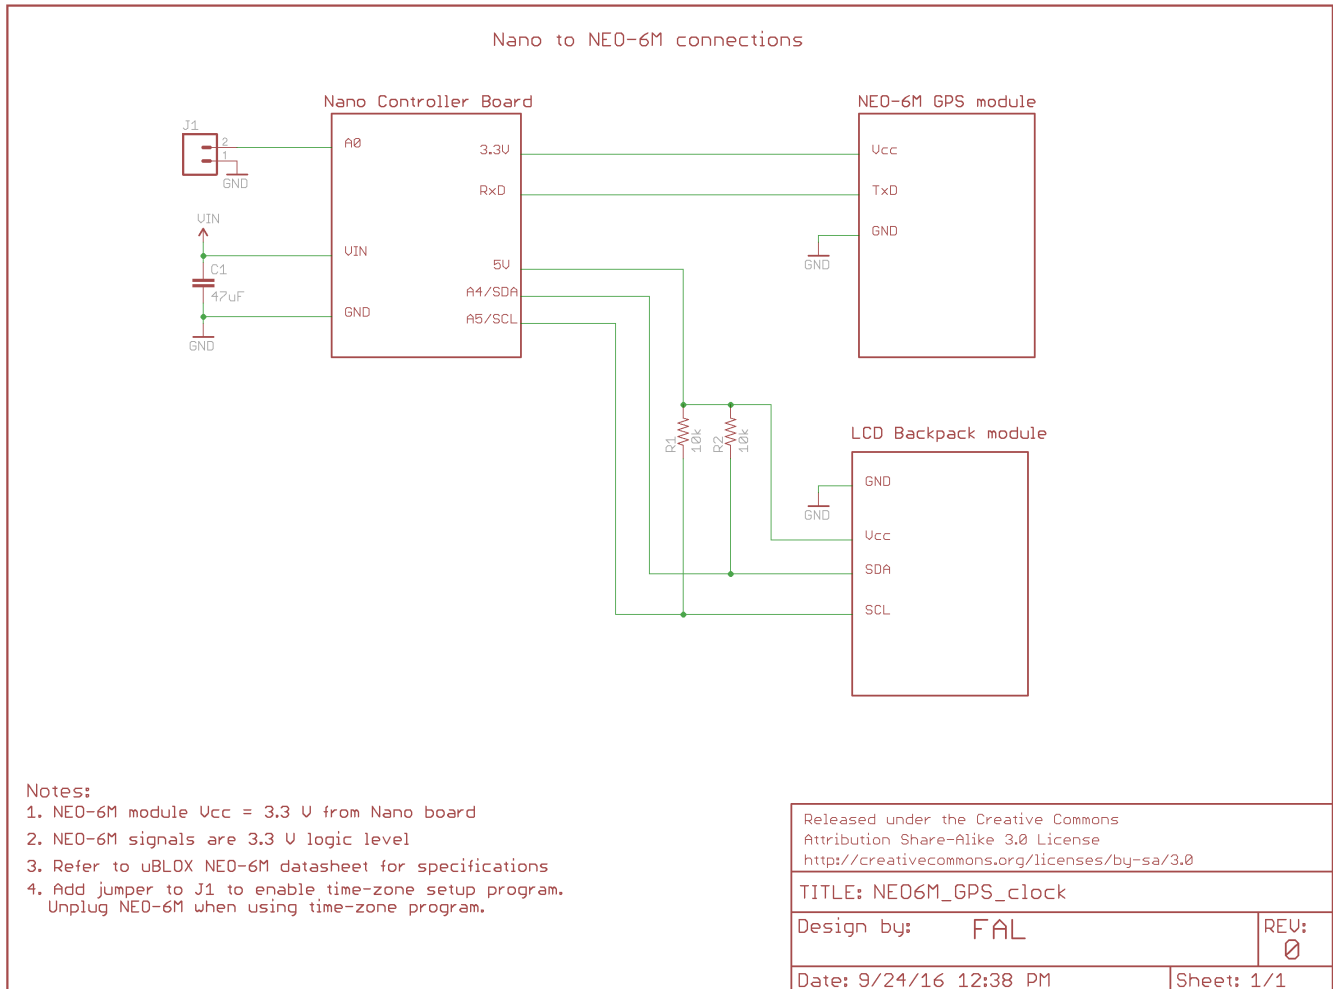 Nano to NEO-6M connections
Nano Controller Board
NEO-6M GPS module
J1
2
1
GND
A0
3.3V
RxD
Vcc
TxD
GND
GND
VIN
VIN
C1
47uF
GND
GND
5V
A4/SDA
A5/SCL
R1
10k
R2
10k
LCD Backpack module
GND
GND
Vcc
SDA
SCL
Notes:
1. NEO-6M module Vcc = 3.3 V from Nano board
2. NEO-6M signals are 3.3 V logic level
3. Refer to uBLOX NEO-6M datasheet for specifications
4. Add jumper to J1 to enable time-zone setup program.
Unplug NEO-6M when using time-zone program.
Released under the Creative Commons
Attribution Share-Alike 3.0 License
http://creativecommons.org/licenses/by-sa/3.0
TITLE: NEO6M_GPS_clock
Design by: FAL
REV:
0
Date: 9/24/16 12:38 PM
Sheet: 1/1